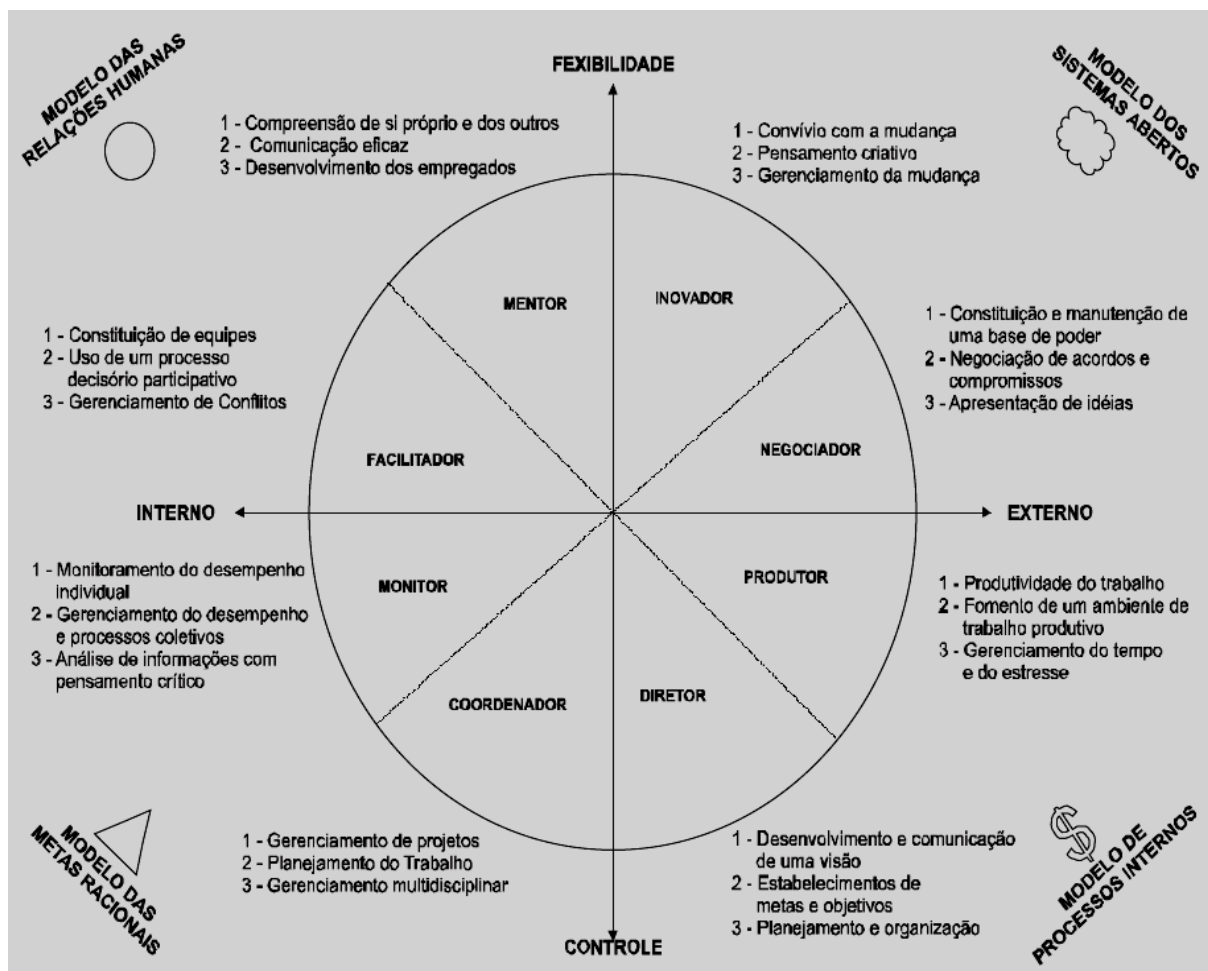 MODELO DAS
RELAÇÕES HUMANAS
FEXIBILIDADE
MODELO DOS
SISTEMAS ABERTOS
1 - Compreensão de si próprio e dos outros
2 - Comunicação eficaz
3 - Desenvolvimento dos empregados
1 - Convívio com a mudança
2 - Pensamento criativo
3 - Gerenciamento da mudança
MENTOR
INOVADOR
1 - Constituição de equipes
2 - Uso de um processo
decisório participativo
3 - Gerenciamento de Conflitos
1 - Constituição e manutenção de
uma base de poder
2 - Negociação de acordos e
compromissos
3 - Apresentação de idéias
FACILITADOR
NEGOCIADOR
INTERNO
EXTERNO
1 - Monitoramento do desempenho
individual
2 - Gerenciamento do desempenho
e processos coletivos
3 - Análise de informações com
pensamento crítico
MONITOR
PRODUTOR
1 - Produtividade do trabalho
2 - Fomento de um ambiente de
trabalho produtivo
3 - Gerenciamento do tempo
e do estresse
COORDENADOR
DIRETOR
MODELO DAS
METAS RACIONAIS
1 - Gerenciamento de projetos
2 - Planejamento do Trabalho
3 - Gerenciamento multidisciplinar
1 - Desenvolvimento e comunicação
de uma visão
2 - Estabelecimentos de
metas e objetivos
3 - Planejamento e organização
MODELO DE
PROCESSOS INTERNOS
CONTROLE